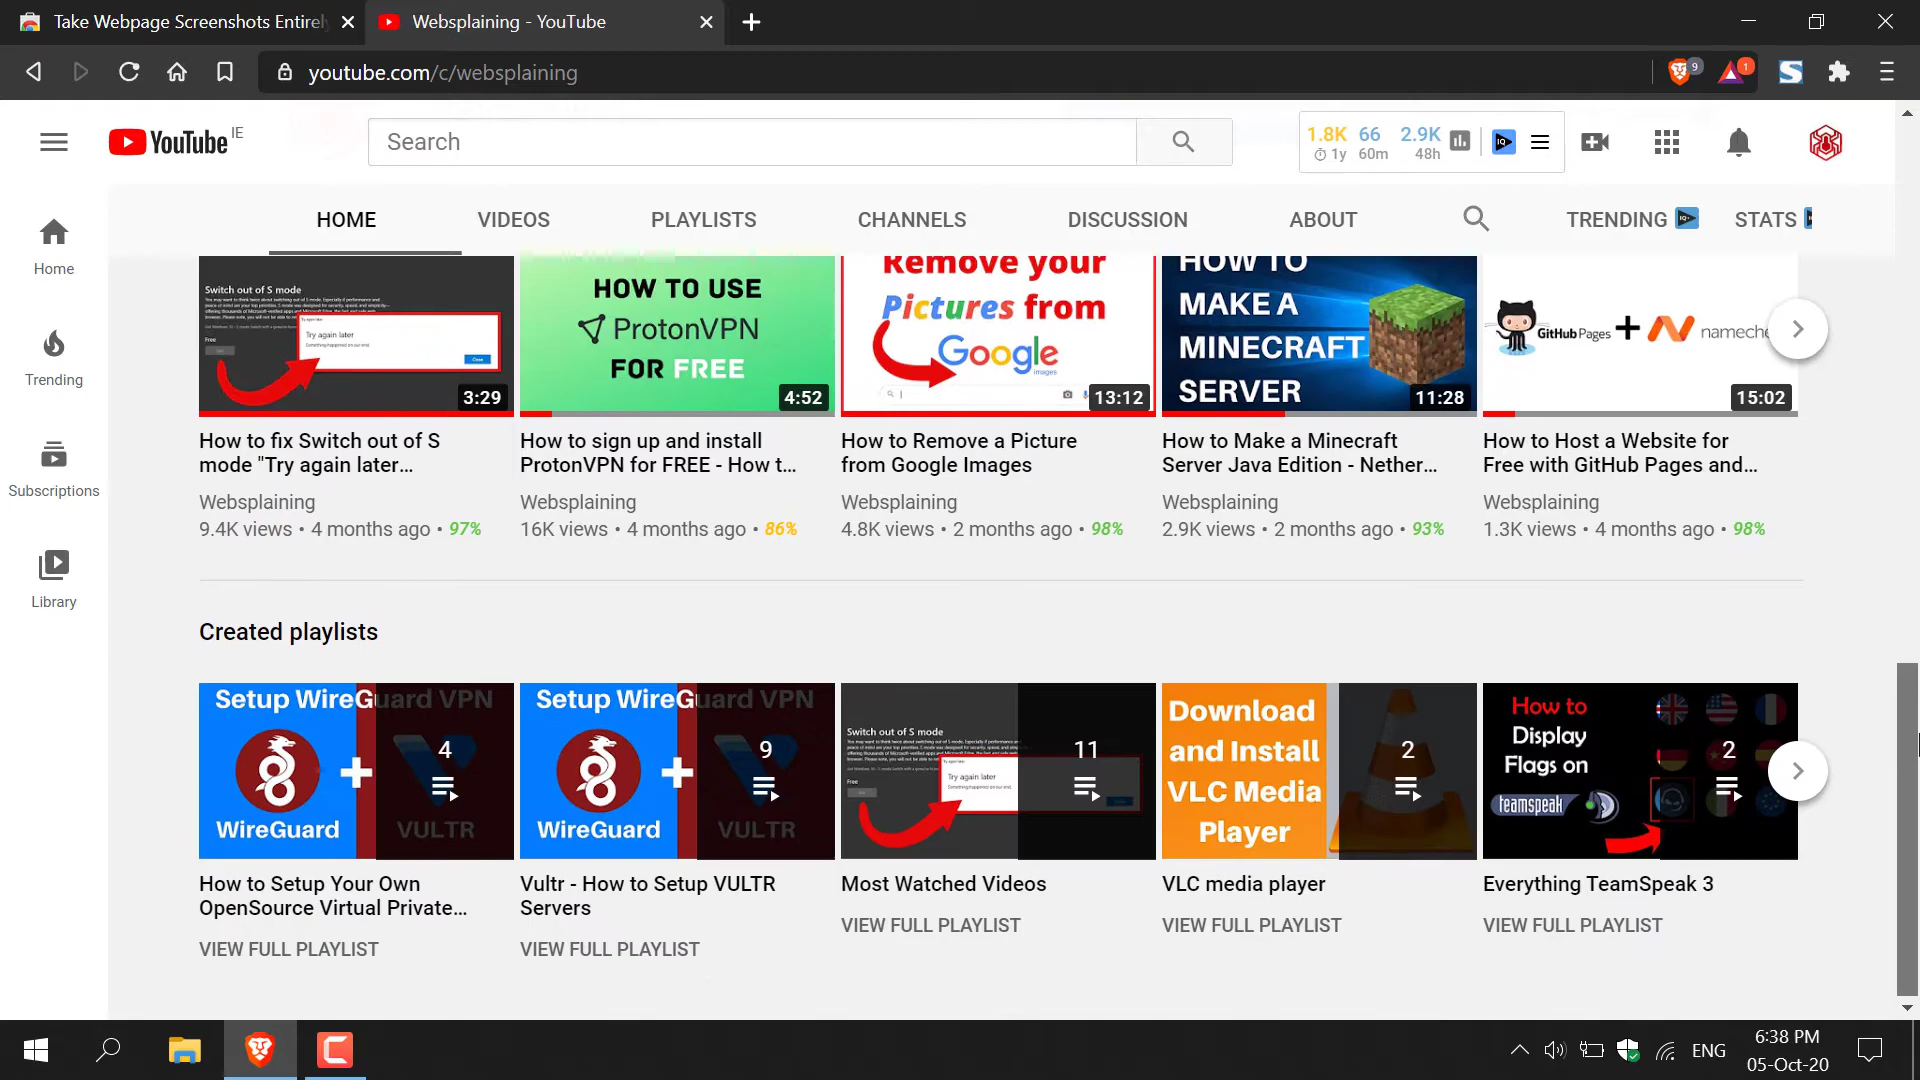 Take Webpage Screenshots Entirel
Websplaining - YouTube
youtube.com/c/websplaining
9
1
YouTube IE
Search
1.8K 66 2.9K
1y 60m 48h
HOME VIDEOS PLAYLISTS CHANNELS DISCUSSION ABOUT TRENDING STATS
Home
Trending
Subscriptions
Library
Switch out of S mode
Free
Try again later
Close
3:29
HOW TO USE
ProtonVPN
FOR FREE
4:52
Remove your
Pictures from
Google
images
13:12
HOW TO
MAKE A
MINECRAFT
SERVER
11:28
GitHub Pages + nameche
15:02
How to fix Switch out of S
mode "Try again later...
Websplaining
9.4K views • 4 months ago • 97%
How to sign up and install
ProtonVPN for FREE - How t...
Websplaining
16K views • 4 months ago • 86%
How to Remove a Picture
from Google Images
Websplaining
4.8K views • 2 months ago • 98%
How to Make a Minecraft
Server Java Edition - Nether...
Websplaining
2.9K views • 2 months ago • 93%
How to Host a Website for
Free with GitHub Pages and...
Websplaining
1.3K views • 4 months ago • 98%
Created playlists
Setup WireGuard VPN
+
WireGuard
VULTR
4
Setup WireGuard VPN
+
WireGuard
VULTR
9
Switch out of S mode
Free
Try again later
11
Download
and Install
VLC Media
Player
2
How to
Display
Flags on
teamspeak
2
How to Setup Your Own
OpenSource Virtual Private...
VIEW FULL PLAYLIST
Vultr - How to Setup VULTR
Servers
VIEW FULL PLAYLIST
Most Watched Videos
VIEW FULL PLAYLIST
VLC media player
VIEW FULL PLAYLIST
Everything TeamSpeak 3
VIEW FULL PLAYLIST
ENG
6:38 PM
05-Oct-20